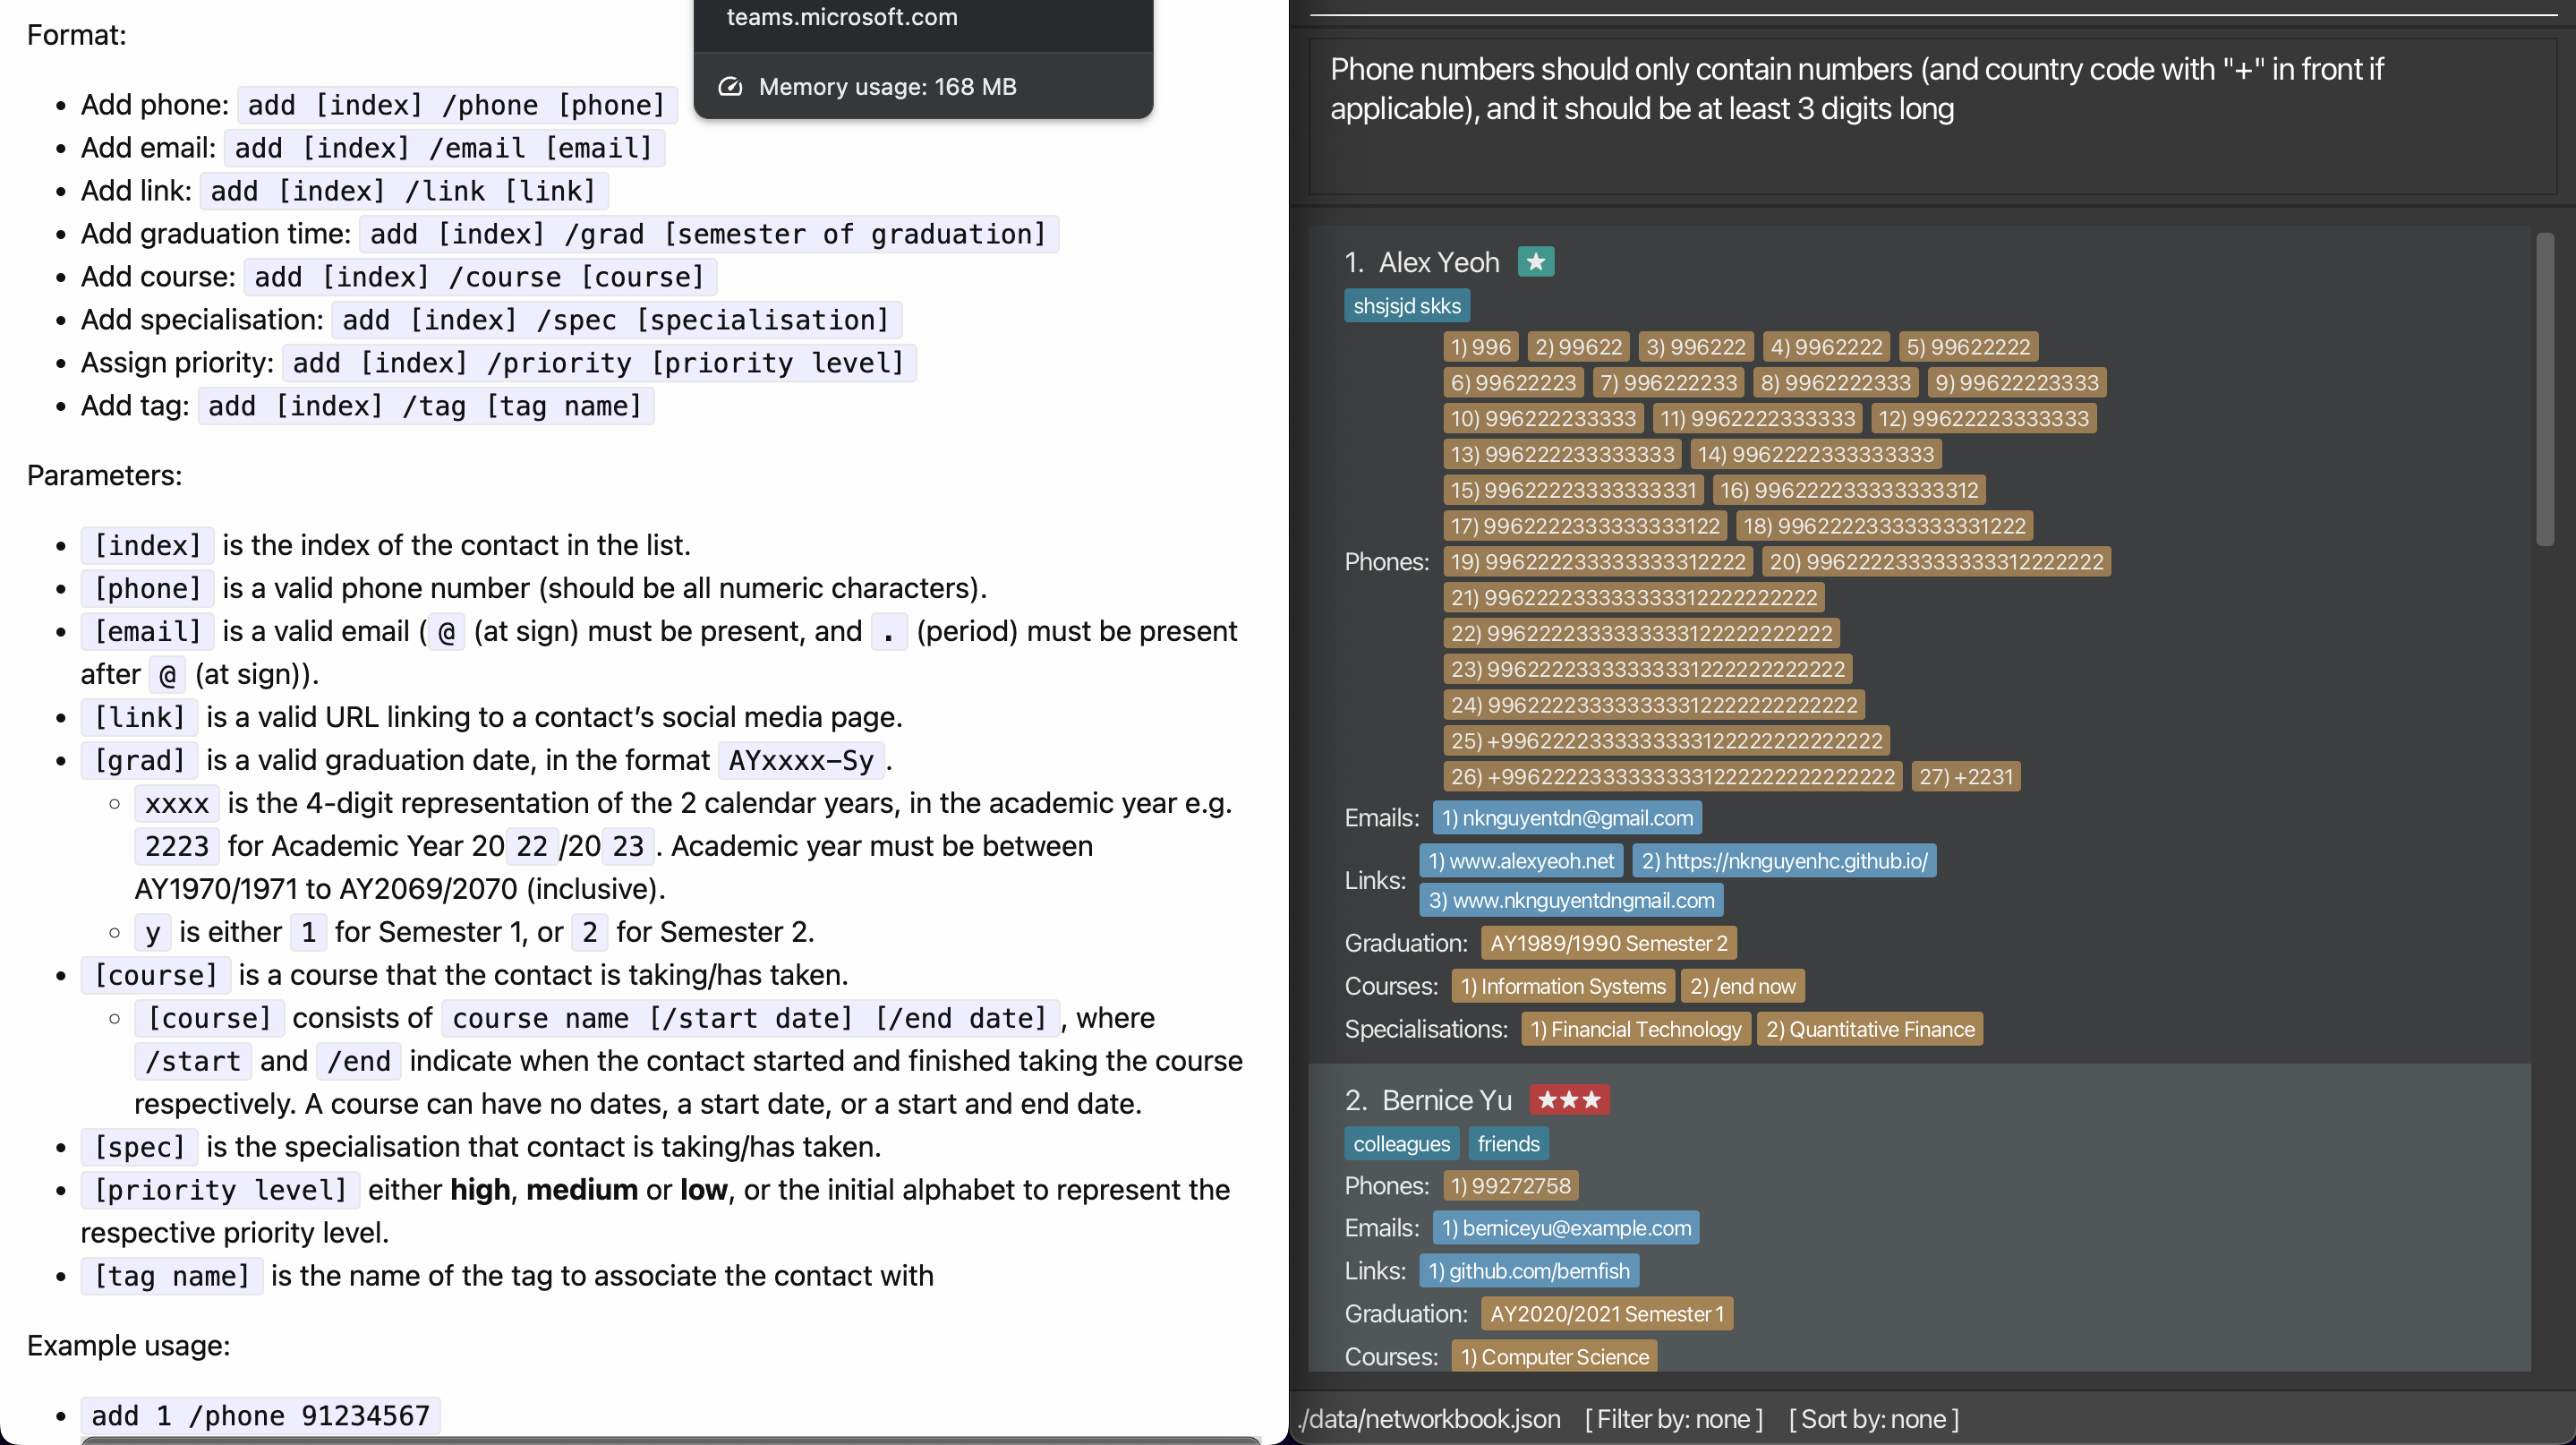 Format:
teams.microsoft.com
Memory usage: 168 MB
• Add phone: add [index] /phone [phone]
• Add email: add [index] /email [email]
• Add link: add [index] /link [link]
• Add graduation time: add [index] /grad [semester of graduation]
• Add course: add [index] /course [course]
• Add specialisation: add [index] /spec [specialisation]
• Assign priority: add [index] /priority [priority level]
• Add tag: add [index] /tag [tag name]
Parameters:
• [index] is the index of the contact in the list.
• [phone] is a valid phone number (should be all numeric characters).
• [email] is a valid email ( @ (at sign) must be present, and . (period) must be present
after @ (at sign)).
• [link] is a valid URL linking to a contact’s social media page.
• [grad] is a valid graduation date, in the format AYxxxx-Sy .
◦ xxxx is the 4-digit representation of the 2 calendar years, in the academic year e.g.
2223 for Academic Year 20 22 /20 23 . Academic year must be between
AY1970/1971 to AY2069/2070 (inclusive).
◦ y is either 1 for Semester 1, or 2 for Semester 2.
• [course] is a course that the contact is taking/has taken.
◦ [course] consists of course name [/start date] [/end date] , where
/start and /end indicate when the contact started and finished taking the course
respectively. A course can have no dates, a start date, or a start and end date.
• [spec] is the specialisation that contact is taking/has taken.
• [priority level] either high, medium or low, or the initial alphabet to represent the
respective priority level.
• [tag name] is the name of the tag to associate the contact with
Example usage:
• add 1 /phone 91234567
Phone numbers should only contain numbers (and country code with "+" in front if
applicable), and it should be at least 3 digits long
1. Alex Yeoh
shsjsjd skks
Phones:
1) 996 2) 99622 3) 996222 4) 9962222 5) 99622222
6) 99622223 7) 996222233 8) 9962222333 9) 99622223333
10) 996222233333 11) 9962222333333 12) 99622223333333
13) 996222233333333 14) 9962222333333333
15) 99622223333333331 16) 996222233333333312
17) 9962222333333333122 18) 99622223333333331222
19) 996222233333333312222 20) 996222233333333312222222
21) 996222233333333312222222222
22) 99622223333333331222222222222
23) 996222233333333312222222222222
24) 9962222333333333122222222222222
25) +9962222333333333122222222222222
26) +99622223333333331222222222222222 27) +2231
Emails: 1) nknguyentdn@gmail.com
Links: 1) www.alexyeoh.net 2) https://nknguyenhc.github.io/
3) www.nknguyentdngmail.com
Graduation: AY1989/1990 Semester 2
Courses: 1) Information Systems 2) /end now
Specialisations: 1) Financial Technology 2) Quantitative Finance
2. Bernice Yu
colleagues friends
Phones: 1) 99272758
Emails: 1) berniceyu@example.com
Links: 1) github.com/bernfish
Graduation: AY2020/2021 Semester 1
Courses: 1) Computer Science
./data/networkbook.json [ Filter by: none ] [ Sort by: none ]